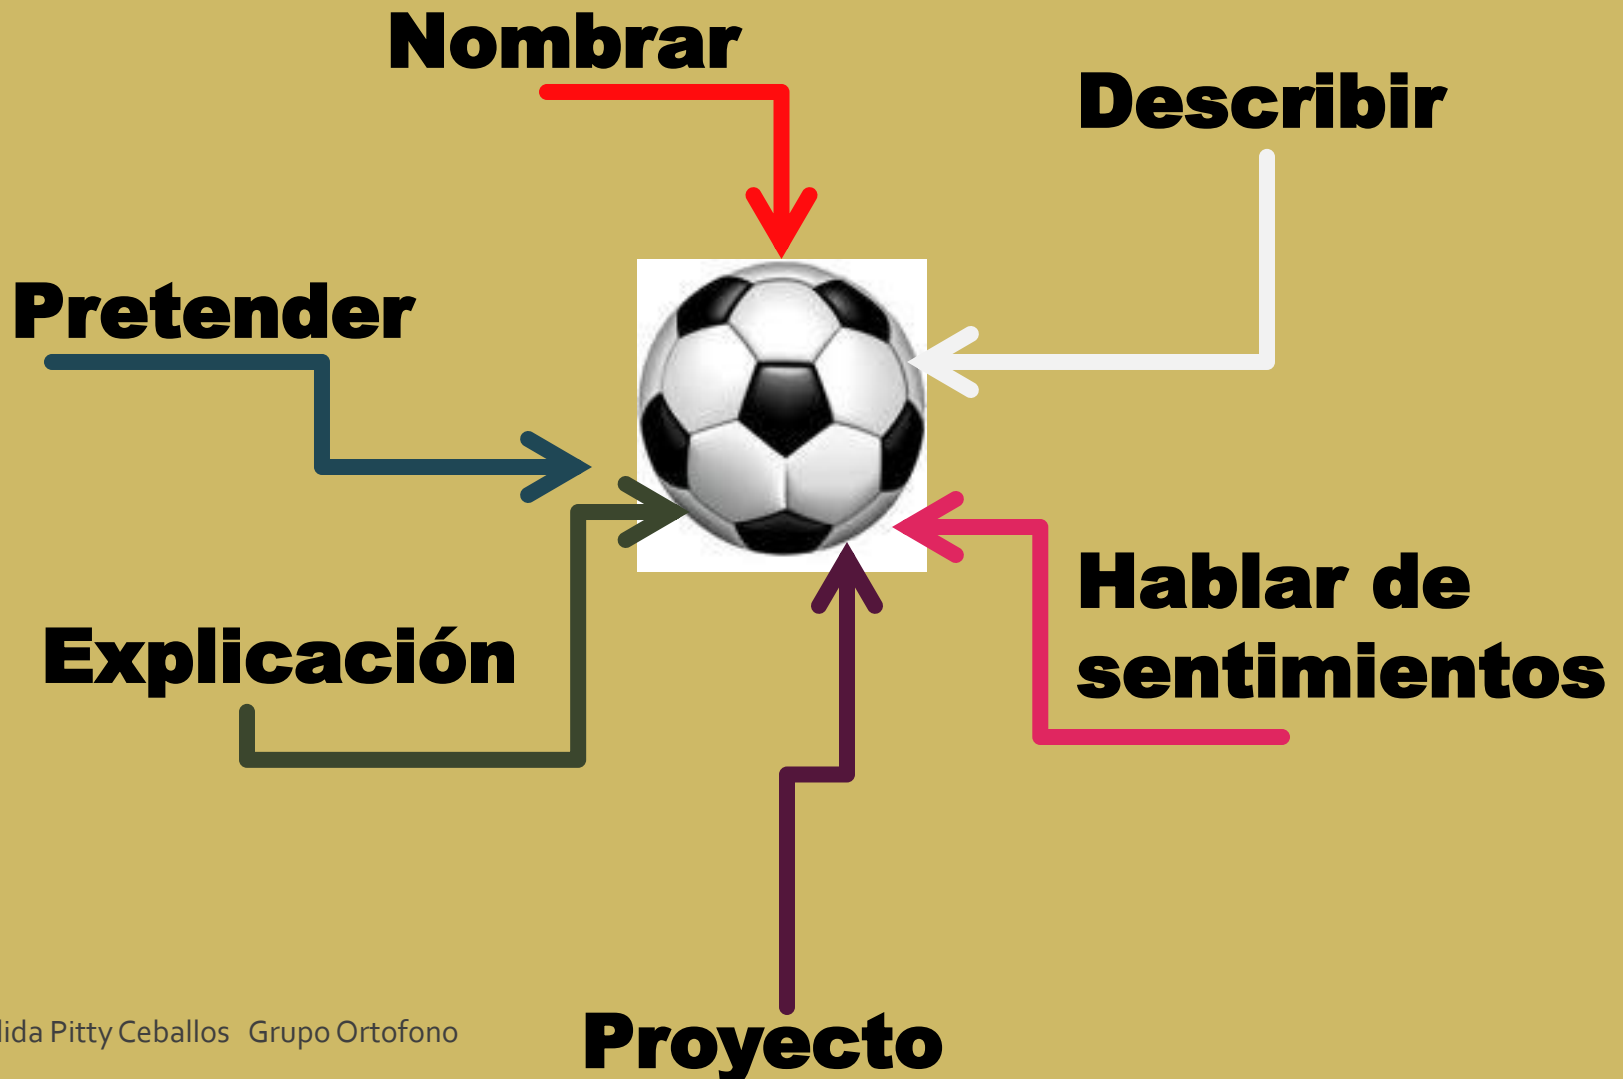 Nombrar
Describir
Pretender
Hablar de
sentimientos
Explicación
Pitty Ceballos Grupo Ortofono
Proyecto